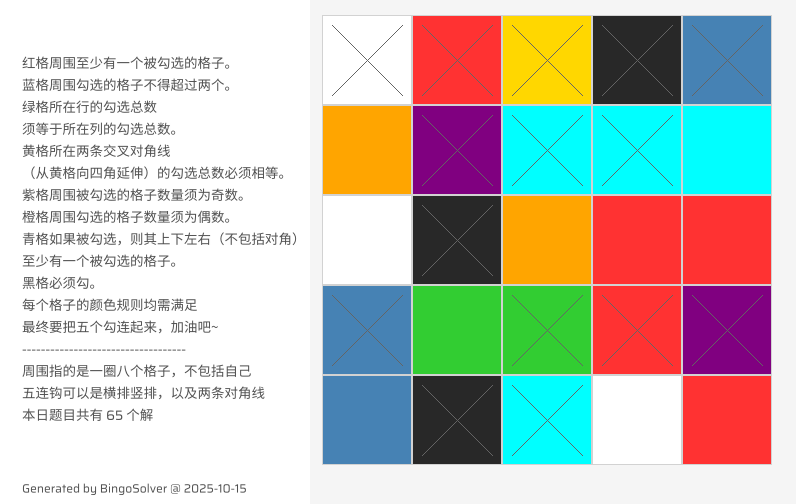 红格周围至少有一个被勾选的格子。
蓝格周围勾选的格子不得超过两个。
绿格所在行的勾选总数
须等于所在列的勾选总数。
黄格所在两条交叉对角线
（从黄格向四角延伸）的勾选总数必须相等。
紫格周围被勾选的格子数量须为奇数。
橙格周围勾选的格子数量须为偶数。
青格如果被勾选，则其上下左右（不包括对角）
至少有一个被勾选的格子。
黑格必须勾。
每个格子的颜色规则均需满足
最终要把五个勾连起来，加油吧~
-----------------------------------
周围指的是一圈八个格子，不包括自己
五连钩可以是横排竖排，以及两条对角线
本日题目共有 65 个解
Generated by BingoSolver @ 2025-10-15